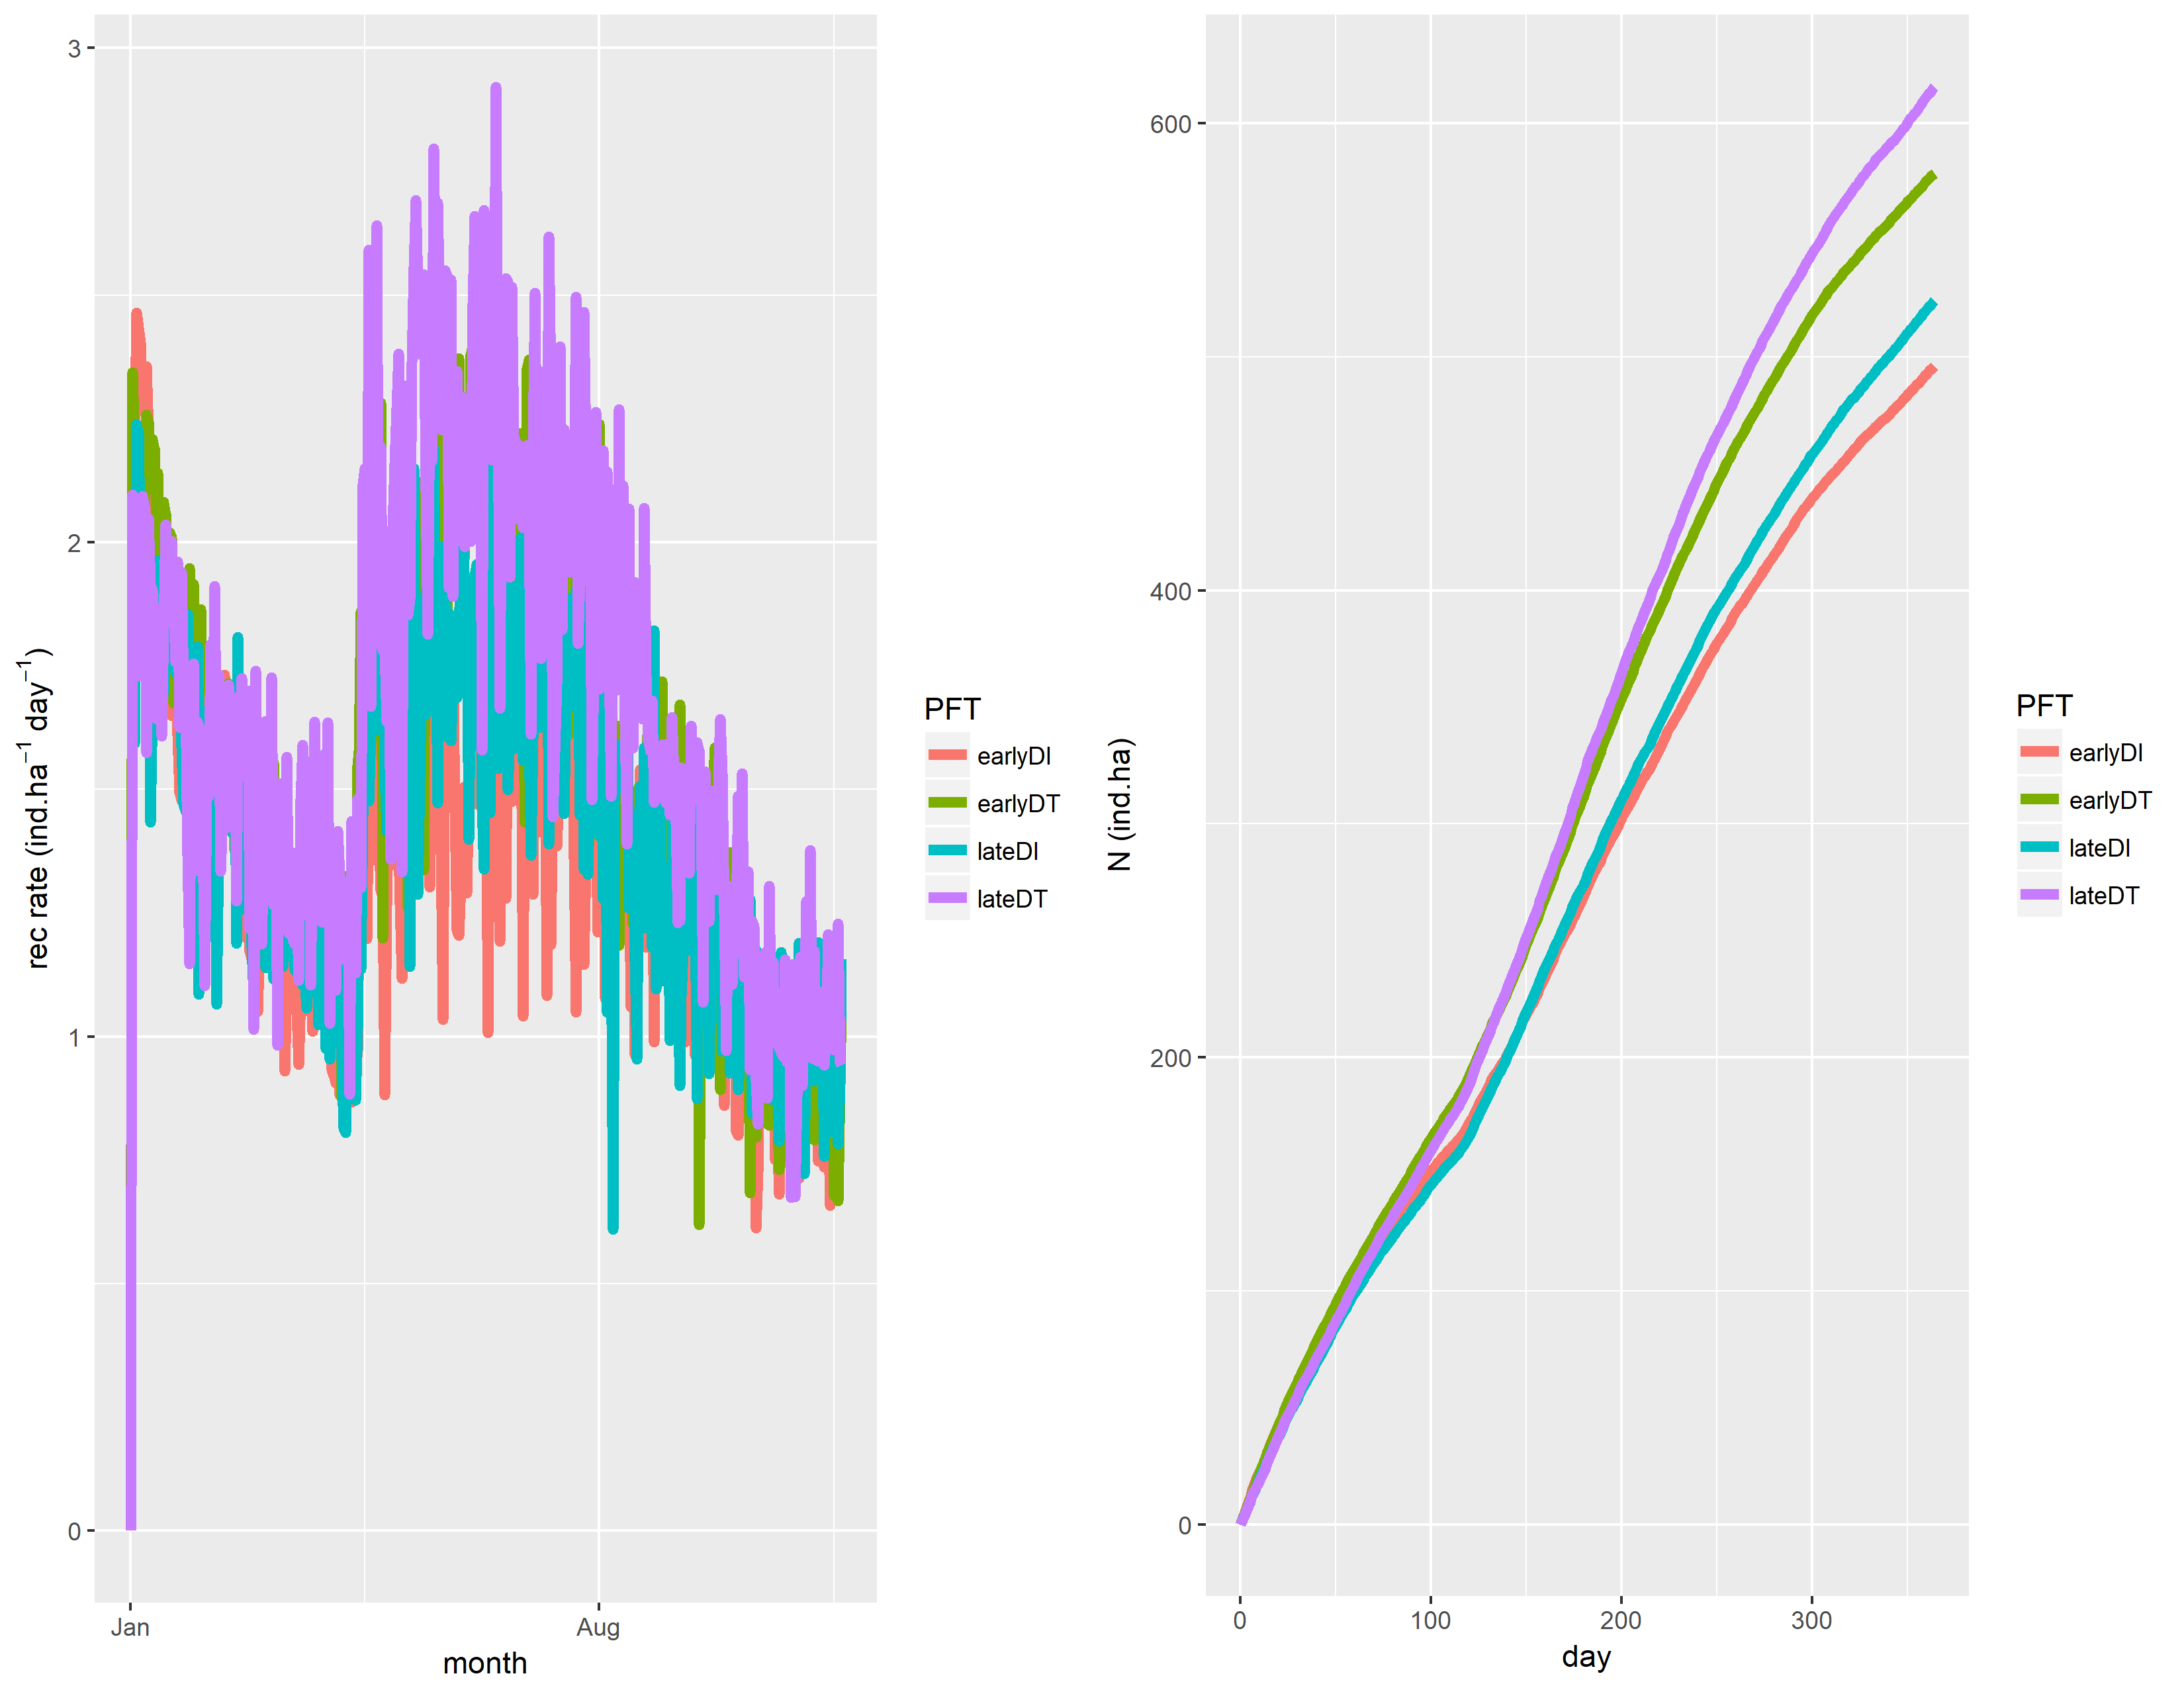 3
2
1
0
rec rate (ind.ha⁻¹ day⁻¹)
Jan
Aug
month
PFT
earlyDI
earlyDT
lateDI
lateDT
600
400
200
0
N (ind.ha)
0
100
200
300
day
PFT
earlyDI
earlyDT
lateDI
lateDT